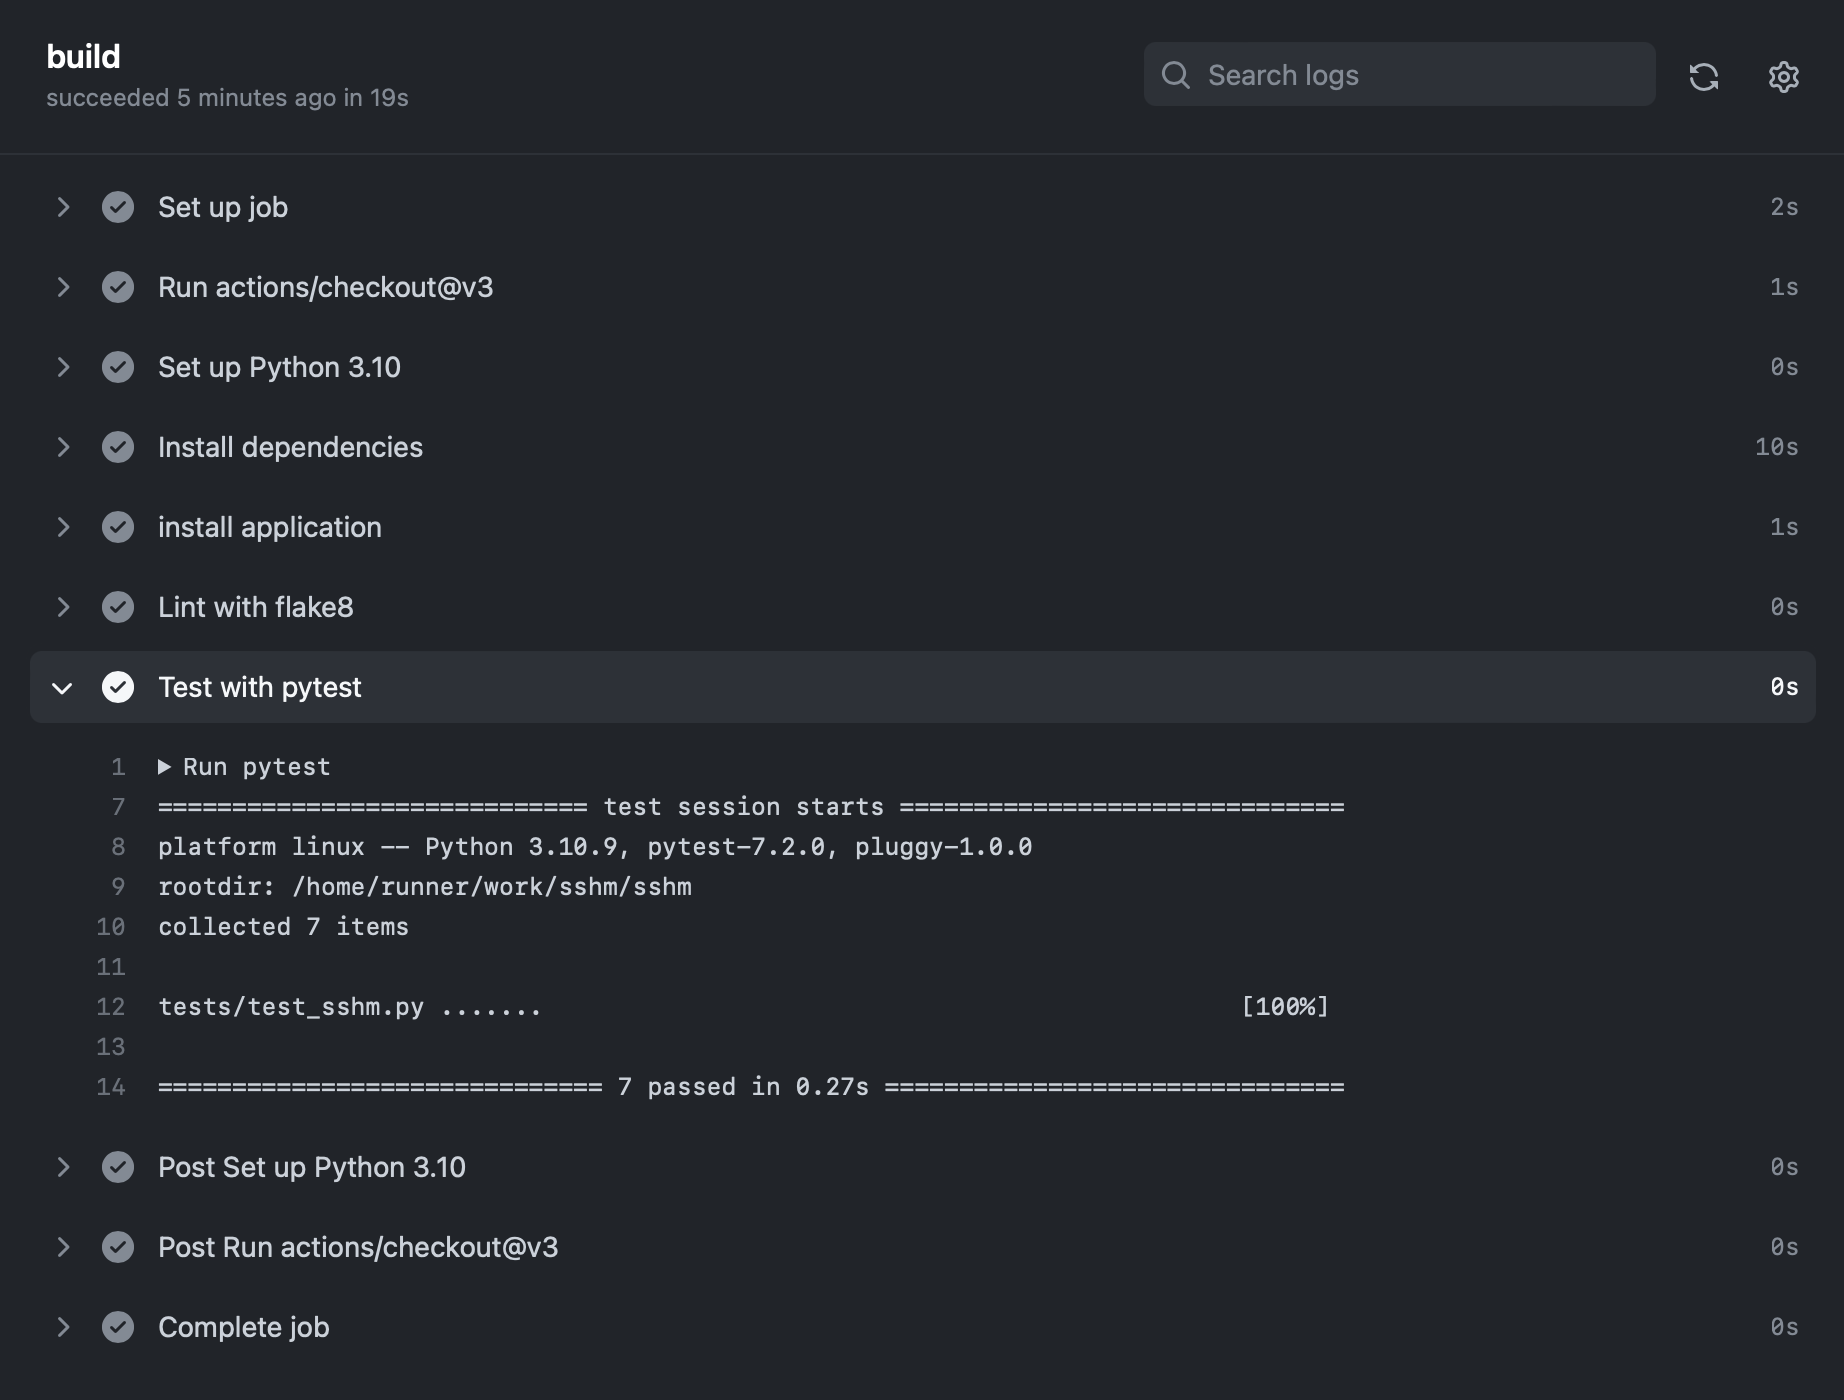 build
succeeded 5 minutes ago in 19s
Search logs
Set up job 2s
Run actions/checkout@v3 1s
Set up Python 3.10 0s
Install dependencies 10s
install application 1s
Lint with flake8 0s
Test with pytest 0s
1 ▶ Run pytest
7 ============================= test session starts ==============================
8 platform linux -- Python 3.10.9, pytest-7.2.0, pluggy-1.0.0
9 rootdir: /home/runner/work/sshm/sshm
10 collected 7 items
11
12 tests/test_sshm.py ....... [100%]
13
14 ============================== 7 passed in 0.27s ===============================
Post Set up Python 3.10 0s
Post Run actions/checkout@v3 0s
Complete job 0s